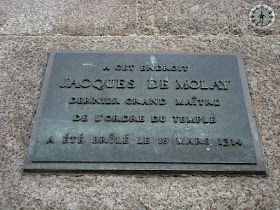 A CET ENDROIT
JACQUES DE MOLAY
DERNIER GRAND MAÎTRE
DE L'ORDRE DU TEMPLE
A ÉTÉ BRÛLÉ LE 18 MARS 1314